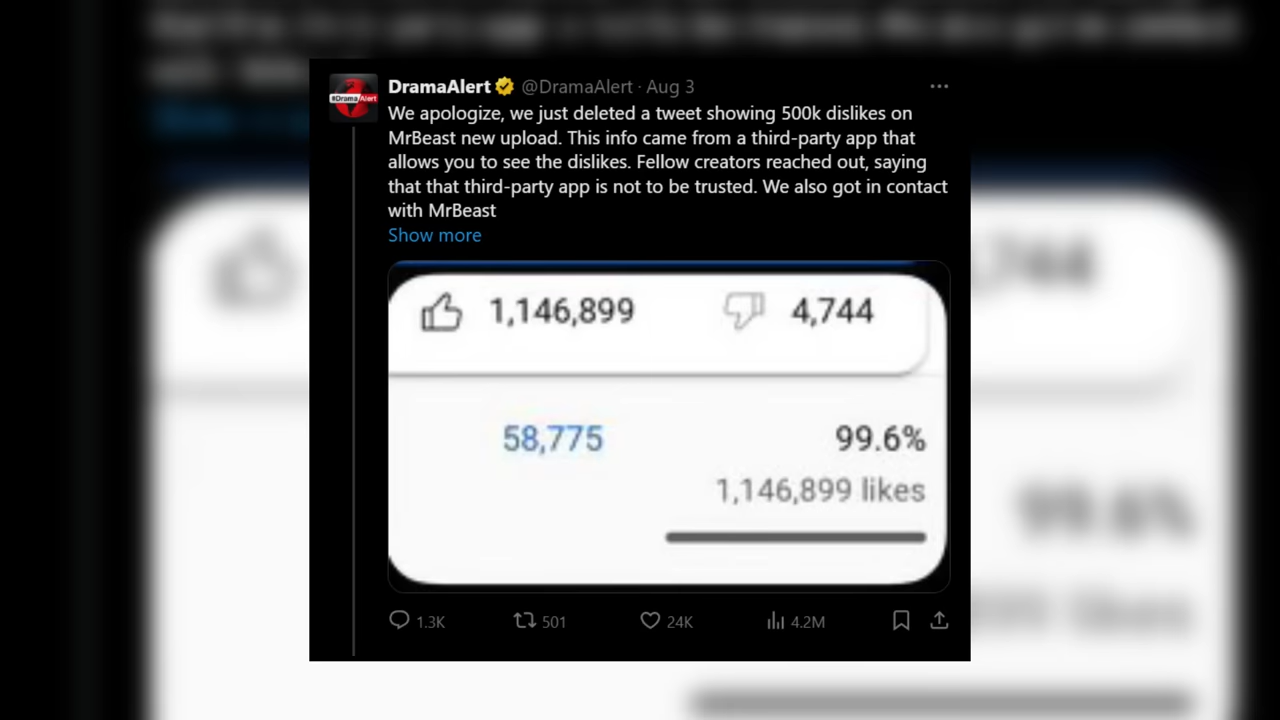 DramaAlert @DramaAlert · Aug 3
#DramaAlert
We apologize, we just deleted a tweet showing 500k dislikes on
MrBeast new upload. This info came from a third-party app that
allows you to see the dislikes. Fellow creators reached out, saying
that that third-party app is not to be trusted. We also got in contact
with MrBeast
Show more
1,146,899 4,744
58,775 99.6%
1,146,899 likes
1.3K 501 24K 4.2M